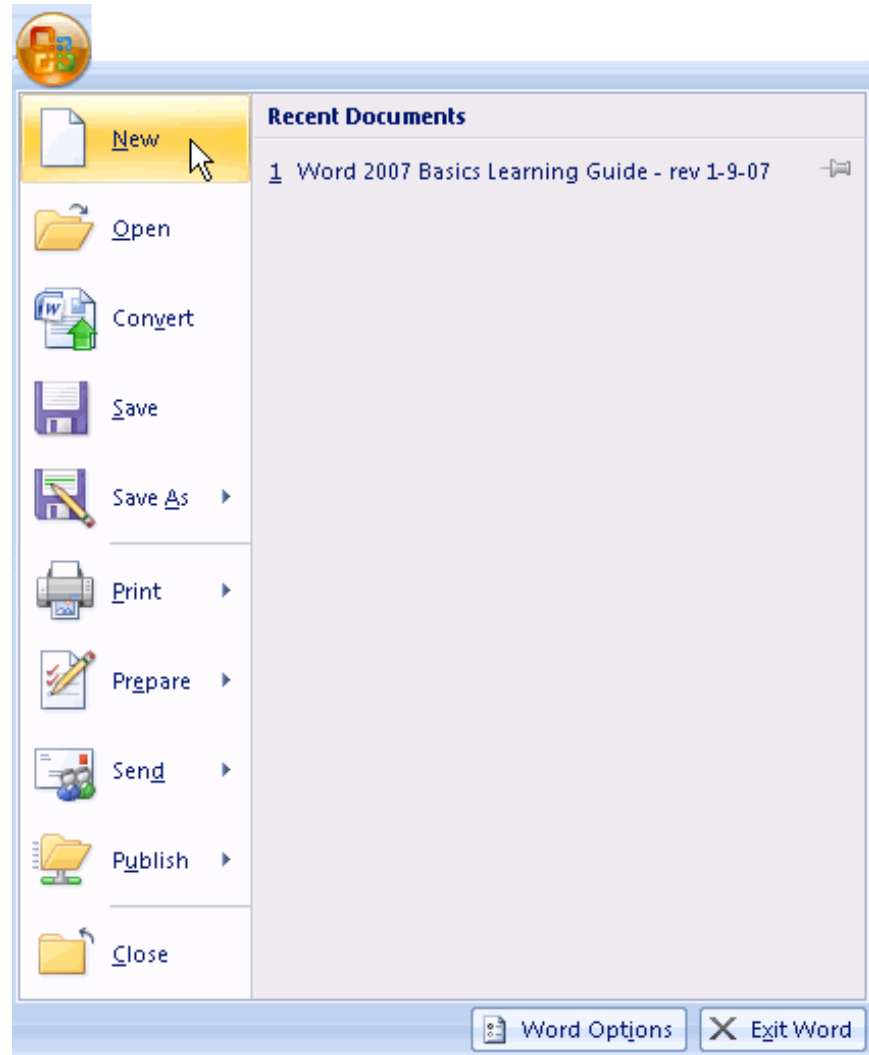 New
Open
Convert
Save
Save As
Print
Prepare
Send
Publish
Close
Recent Documents
1 Word 2007 Basics Learning Guide - rev 1-9-07
Word Options
Exit Word